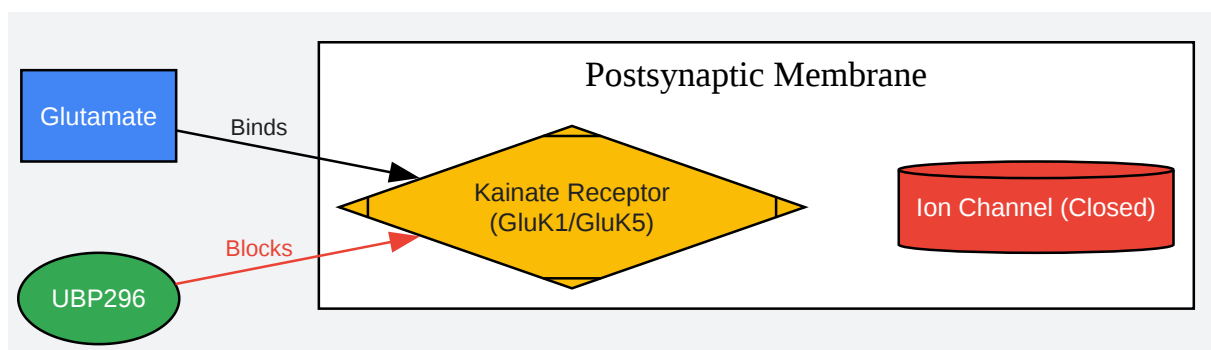 Postsynaptic Membrane
Glutamate
Binds
Kainate Receptor
(GluK1/GluK5)
Ion Channel (Closed)
Blocks
UBP296